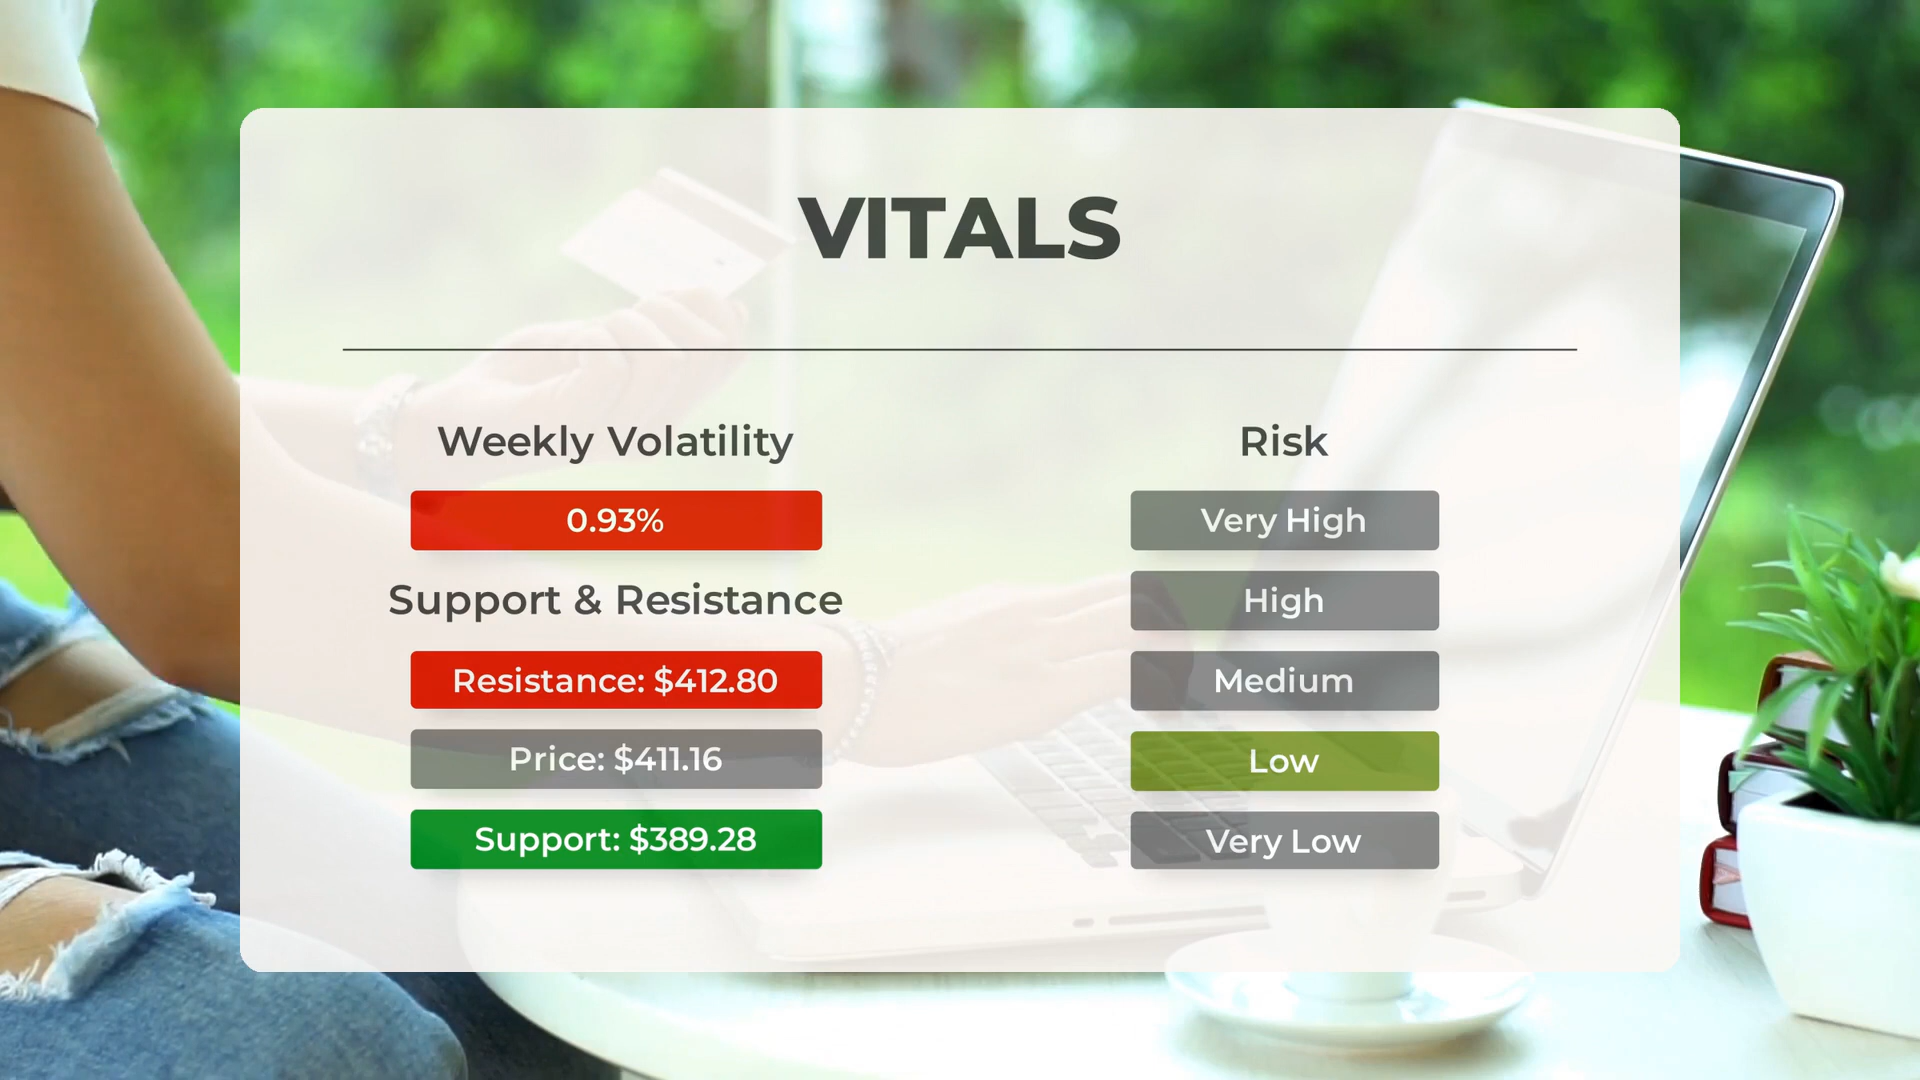 VITALS
Weekly Volatility
0.93%
Support & Resistance
Resistance: $412.80
Price: $411.16
Support: $389.28
Risk
Very High
High
Medium
Low
Very Low